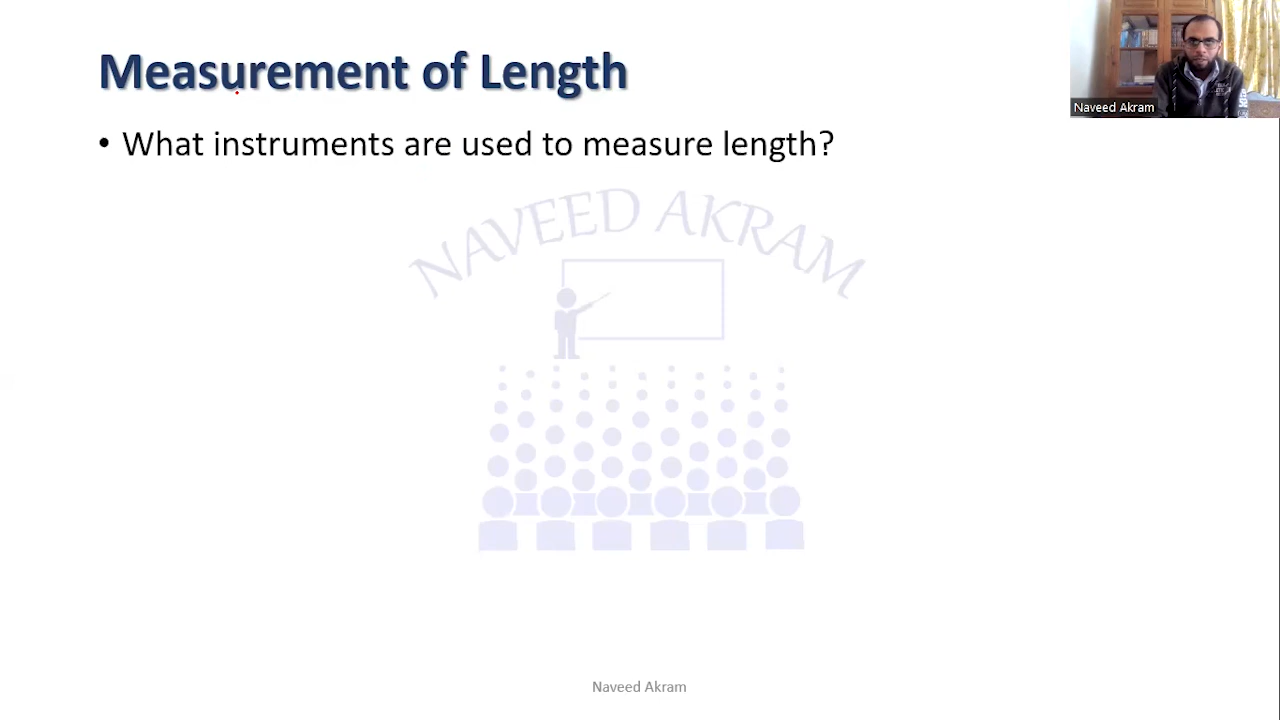 Measurement of Length
• What instruments are used to measure length?
NAVEED AKRAM
Naveed Akram
Naveed Akram